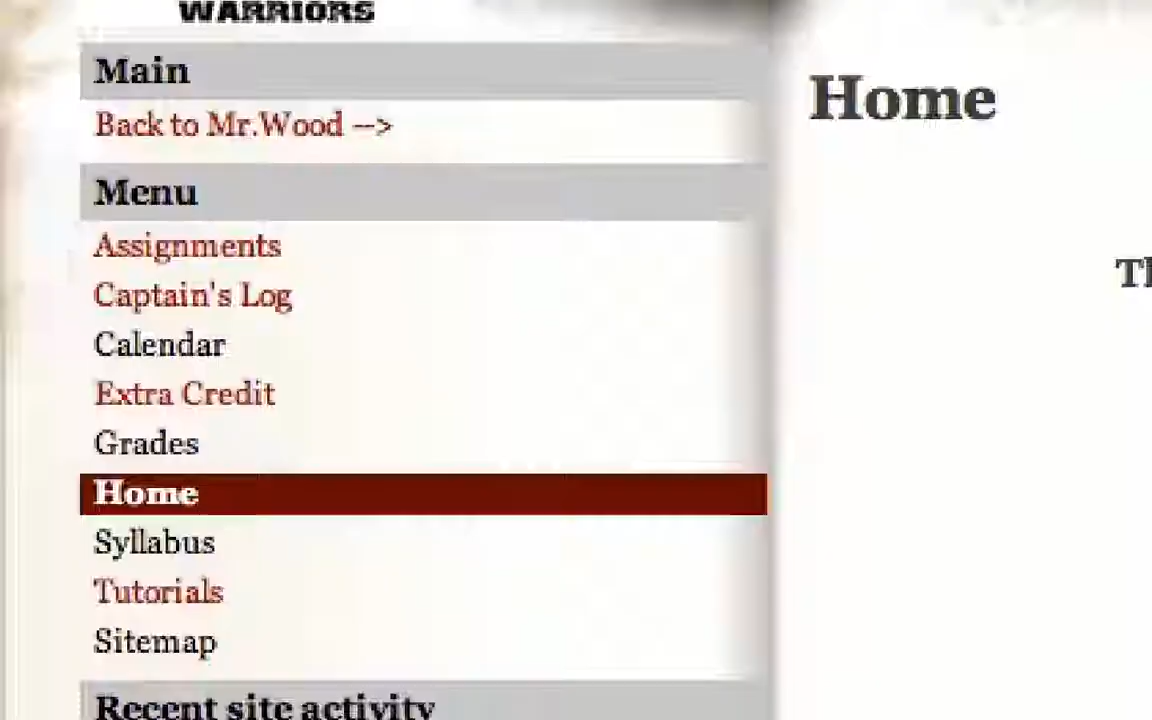 WARRIORS
Main
Back to Mr.Wood -->
Home
Menu
Assignments
Captain's Log
Calendar
Extra Credit
Grades
Home
Syllabus
Tutorials
Sitemap
Recent site activity